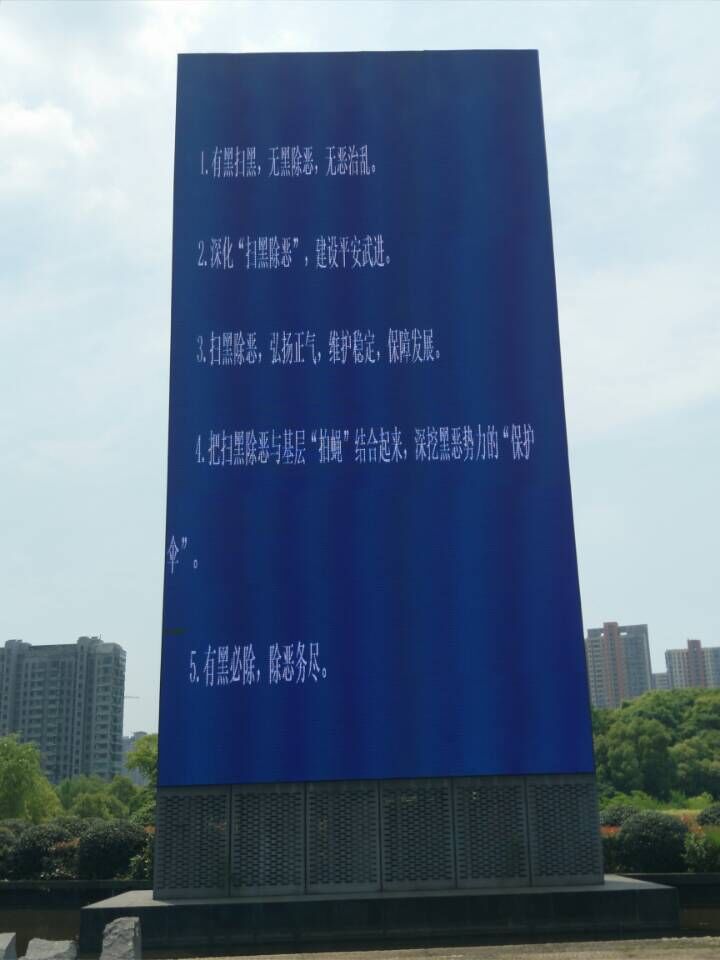 1.有黑扫黑，无黑除恶，无恶治乱。
2.深化“扫黑除恶”，建设平安武进。
3.扫黑除恶，弘扬正气，维护稳定，保障发展。
4.把扫黑除恶与基层“拍蝇”结合起来，深挖黑恶势力的“保护
伞”。
5.有黑必除，除恶务尽。